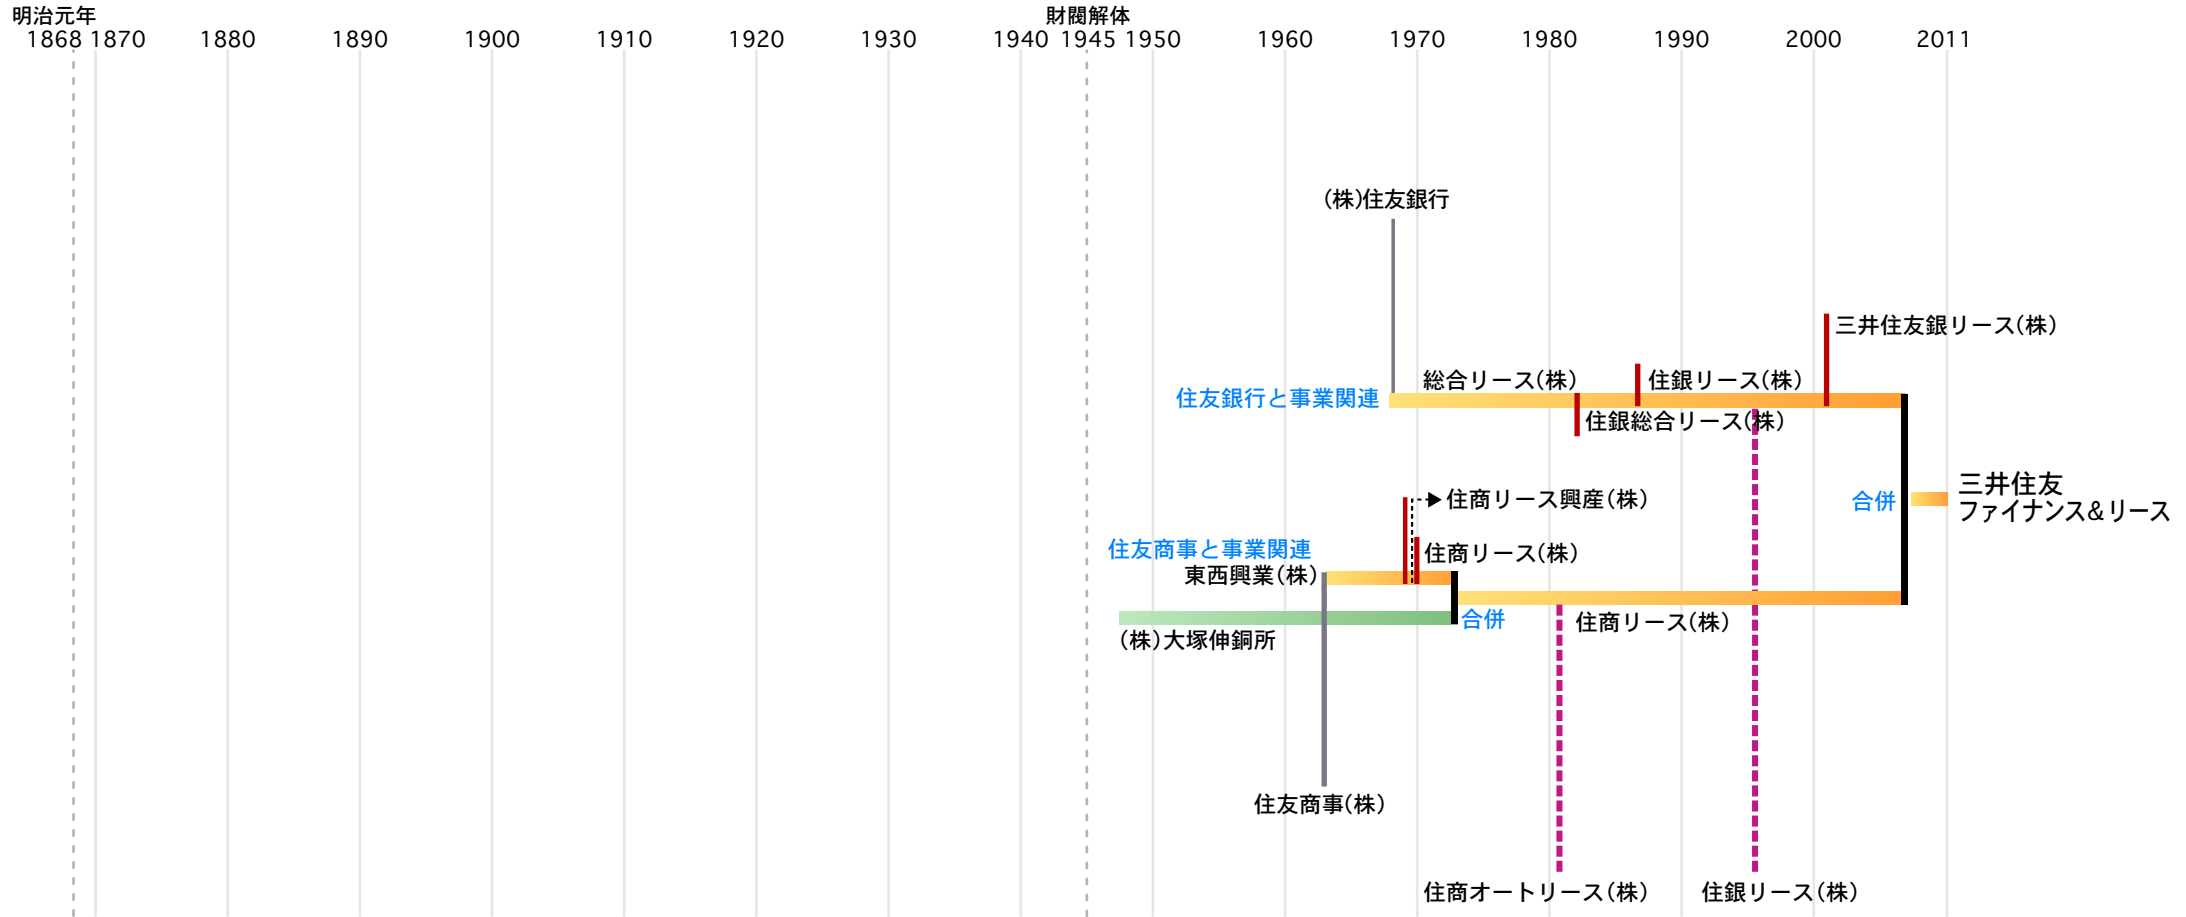 明治元年
財閥解体
1868 1870 1880 1890 1900 1910 1920 1930 1940 1945 1950 1960 1970 1980 1990 2000 2011
(株)住友銀行
三井住友銀リース(株)
総合リース(株)
住銀リース(株)
住友銀行と事業関連
住銀総合リース(株)
三井住友
ファイナンス&リース
合併
住商リース興産(株)
住友商事と事業関連
住商リース(株)
東西興業(株)
合併
住商リース(株)
(株)大塚伸銅所
住友商事(株)
住商オートリース(株)
住銀リース(株)